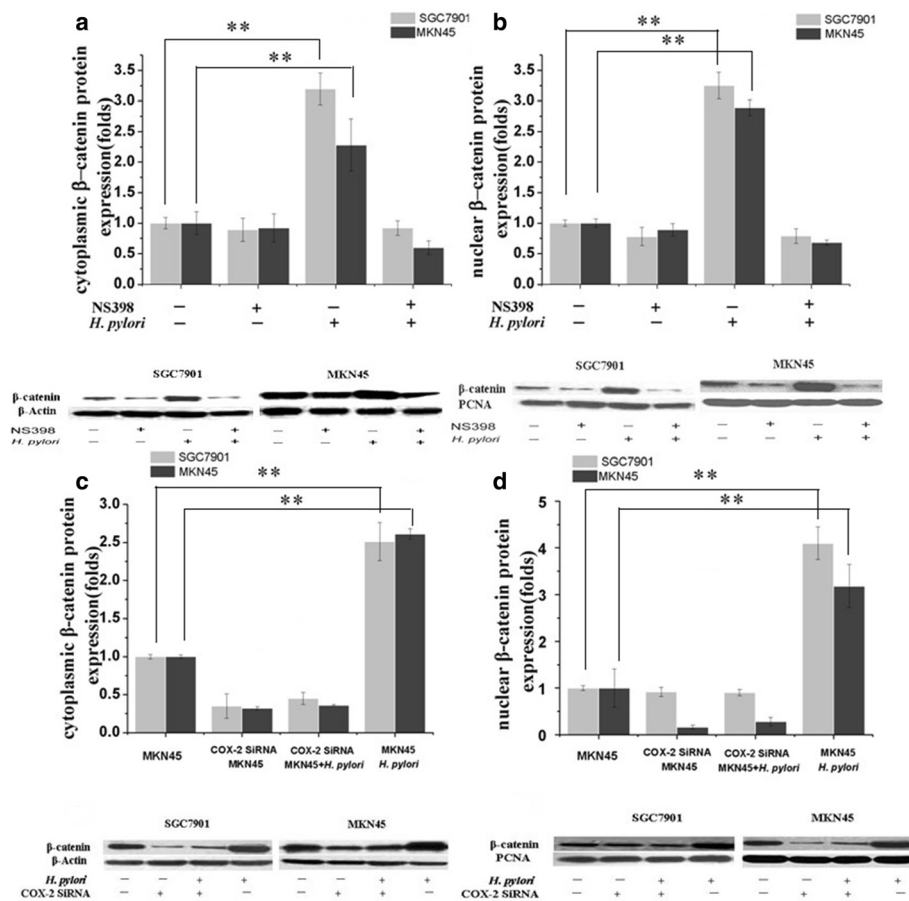 a
SGC7901
MKN45
**
**
cytoplasmic β-catenin protein
expression(folds)
3.5
3.0
2.5
2.0
1.5
1.0
0.5
0.0
NS398 − + − +
H. pylori − − + +
SGC7901 MKN45
β-catenin
β-Actin
NS398 − + − + − + − +
H. pylori − − + + − − + +
b
SGC7901
MKN45
**
**
nuclear β-catenin protein
expression(folds)
3.5
3.0
2.5
2.0
1.5
1.0
0.5
0.0
NS398 − + − +
H. pylori − − + +
SGC7901 MKN45
β-catenin
PCNA
NS398 − + − + − + − +
H. pylori − − + + − − + +
c
SGC7901
MKN45
**
**
cytoplasmic β-catenin protein
expression(folds)
3.0
2.5
2.0
1.5
1.0
0.5
0.0
MKN45
COX-2 SiRNA
MKN45
COX-2 SiRNA
MKN45+H. pylori
MKN45
H. pylori
SGC7901 MKN45
β-catenin
β-Actin
H. pylori − − + + − − + +
COX-2 SiRNA − + + − − + + −
d
SGC7901
MKN45
**
**
nuclear β-catenin protein
expression(folds)
5
4
3
2
1
0
MKN45
COX-2 SiRNA
MKN45
COX-2 SiRNA
MKN45+H. pylori
MKN45
H. pylori
SGC7901 MKN45
β-catenin
PCNA
H. pylori − − + − − − + +
COX-2 SiRNA − + + − − + + −